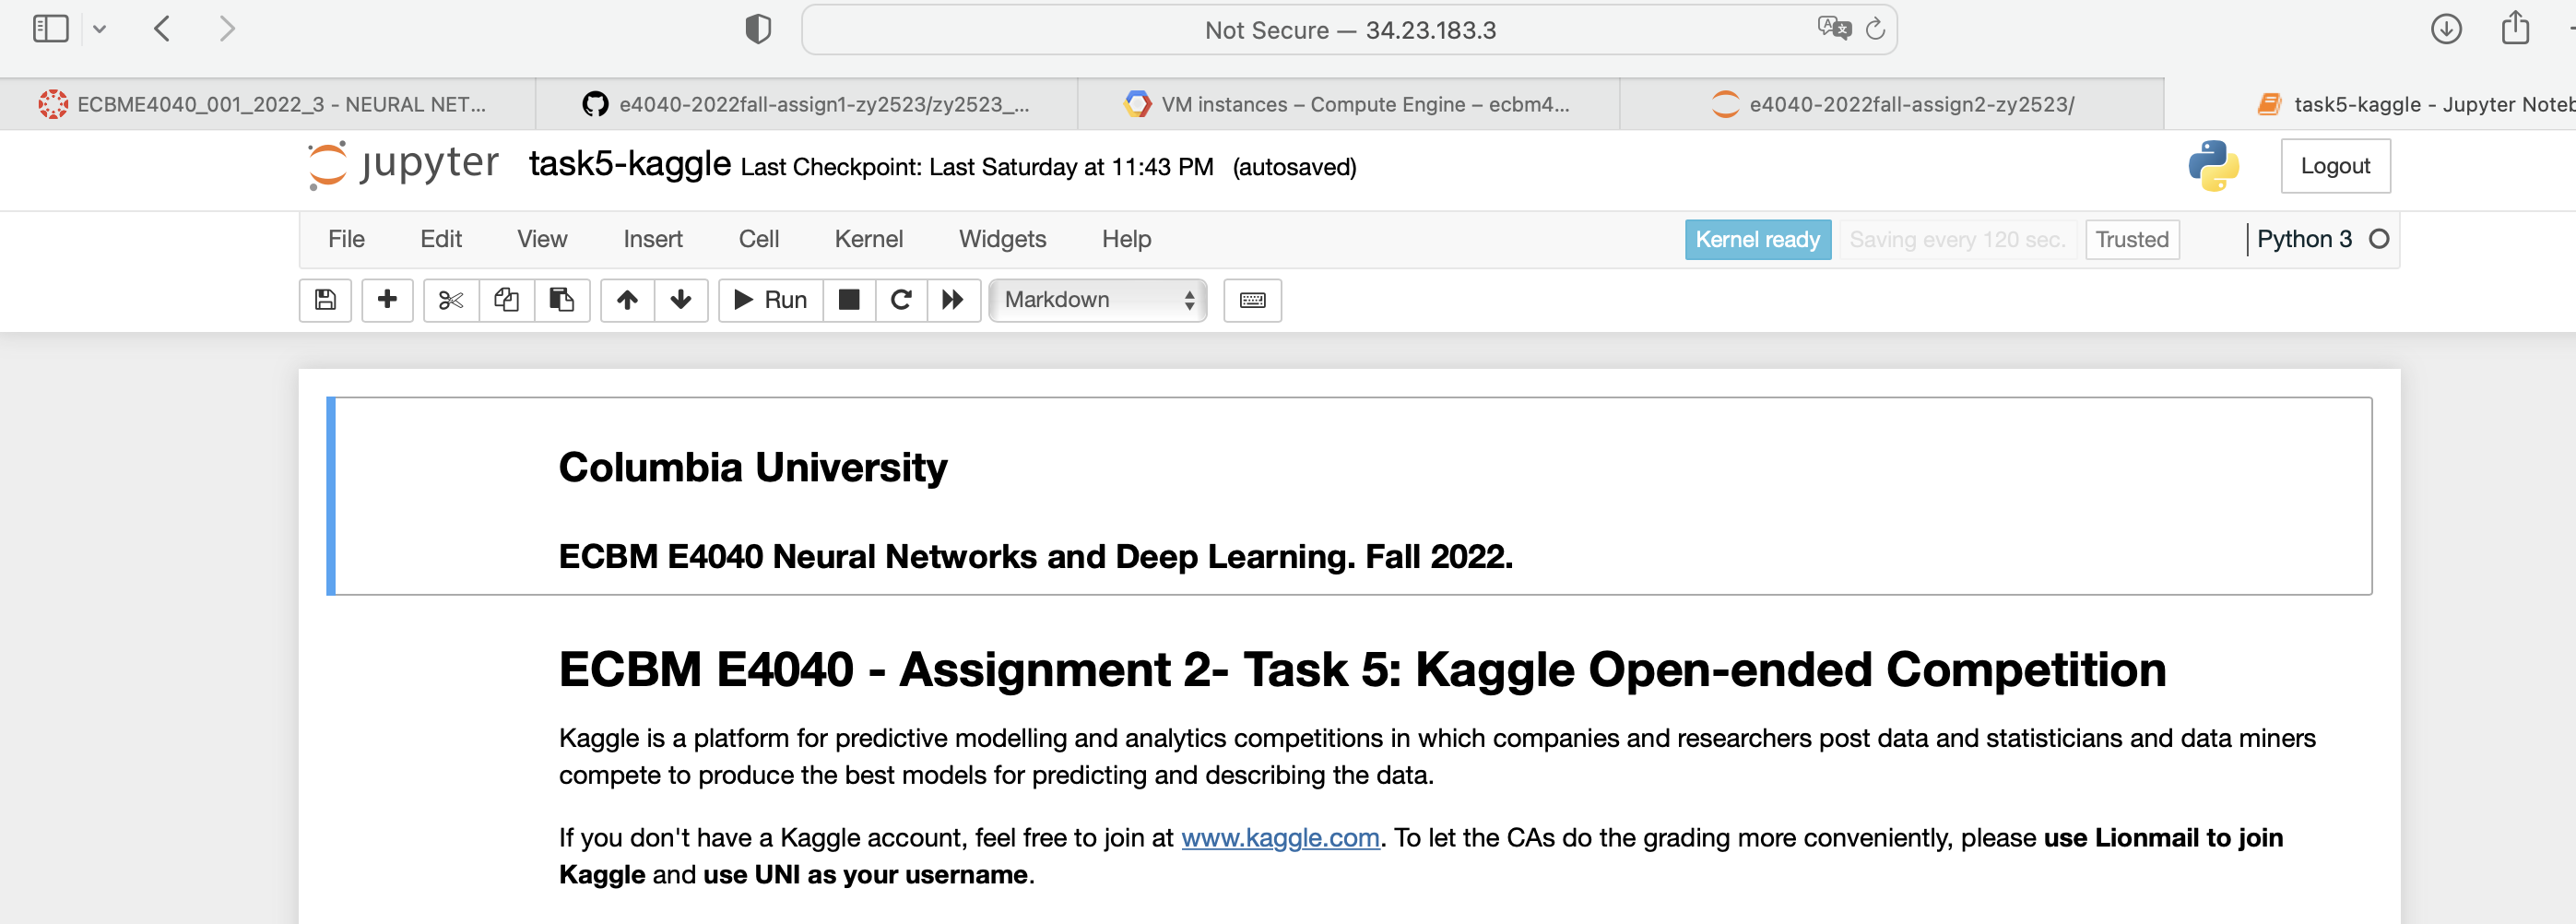 Not Secure — 34.23.183.3
ECBME4040_001_2022_3 - NEURAL NET...
e4040-2022fall-assign1-zy2523/zy2523_...
VM instances – Compute Engine – ecbm4...
e4040-2022fall-assign2-zy2523/
task5-kaggle - Jupyter Noteb
jupyter task5-kaggle Last Checkpoint: Last Saturday at 11:43 PM (autosaved)
Logout
File Edit View Insert Cell Kernel Widgets Help
Kernel ready Saving every 120 sec. Trusted Python 3
Run Markdown
Columbia University
ECBM E4040 Neural Networks and Deep Learning. Fall 2022.
ECBM E4040 - Assignment 2- Task 5: Kaggle Open-ended Competition
Kaggle is a platform for predictive modelling and analytics competitions in which companies and researchers post data and statisticians and data miners
compete to produce the best models for predicting and describing the data.
If you don't have a Kaggle account, feel free to join at www.kaggle.com. To let the CAs do the grading more conveniently, please use Lionmail to join
Kaggle and use UNI as your username.